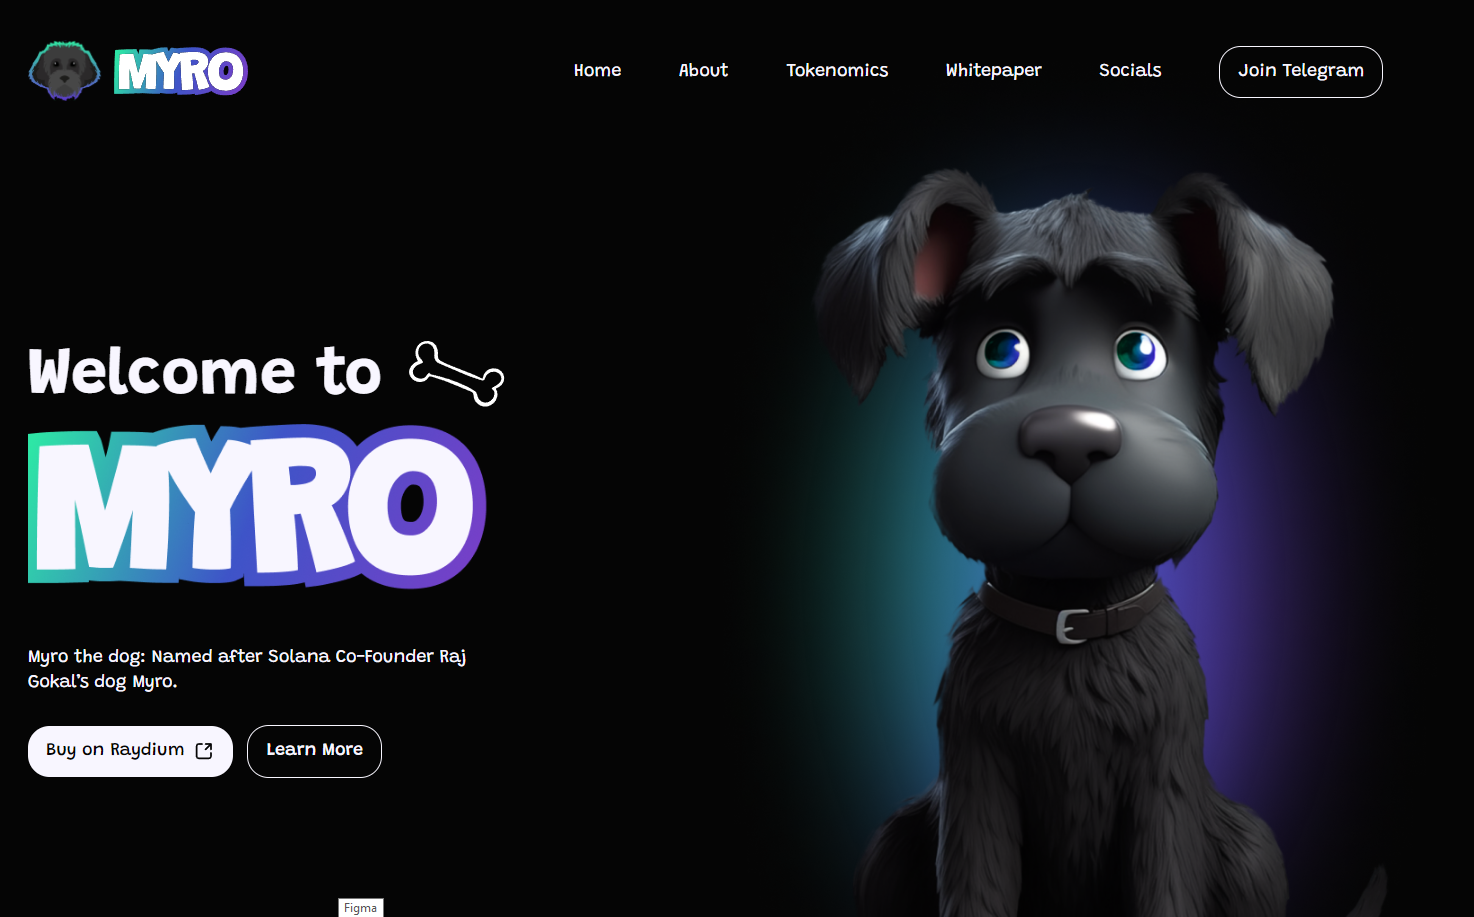 MYRO
Home
About
Tokenomics
Whitepaper
Socials
Join Telegram
Welcome to
MYRO
Myro the dog: Named after Solana Co-Founder Raj
Gokal’s dog Myro.
Buy on Raydium
Learn More
Figma